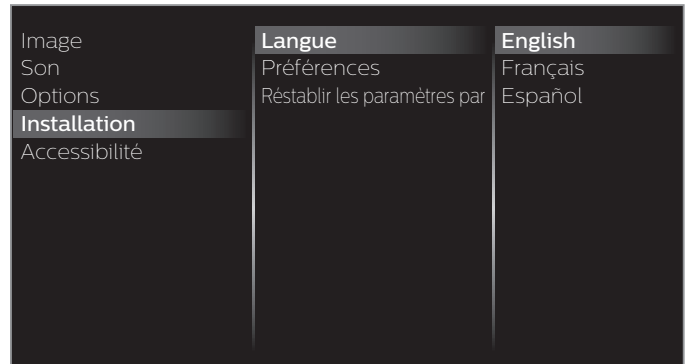 Image
Son
Options
Installation
Accessibilité
Langue
Préférences
Réstablir les paramètres par
English
Français
Español